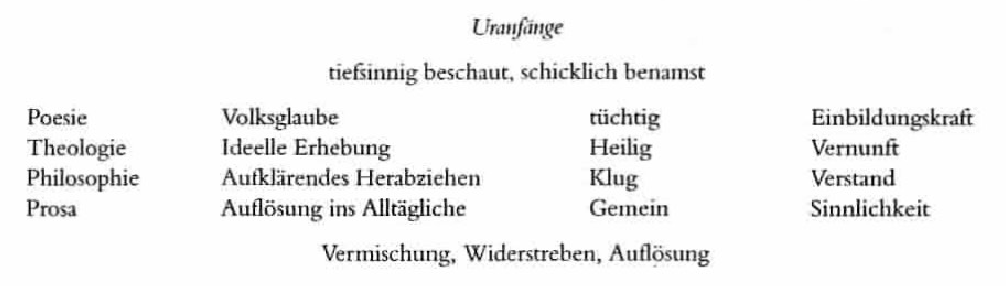 Uranfänge
tiefsinnig beschaut, schicklich benamst
Poesie Volksglaube tüchtig Einbildungskraft
Theologie Ideelle Erhebung Heilig Vernunft
Philosophie Aufklärendes Herabziehen Klug Verstand
Prosa Auflösung ins Alltägliche Gemein Sinnlichkeit
Vermischung, Widerstreben, Auflösung